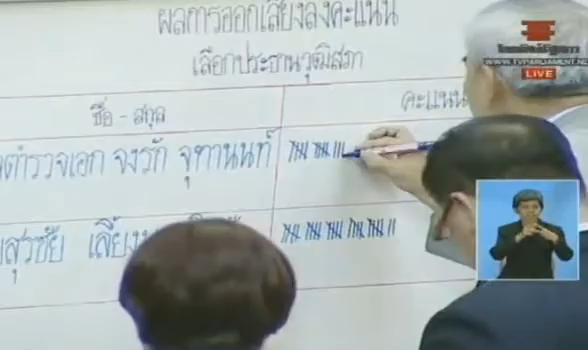 ผลการออกเสียงลงคะแนน
เลือกประธานวุฒิสภา
ชื่อ - สกุล
คะแนน
ตำรวจเอก จงรัก จุฑานนท์
สุรชัย เลี้ยง
WWW.TVPARLIAMENT.NET
LIVE